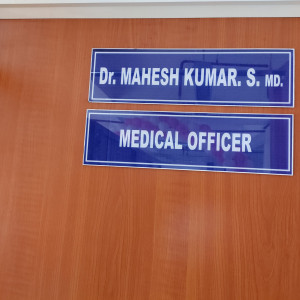 Dr. MAHESH KUMAR. S. MD.
MEDICAL OFFICER